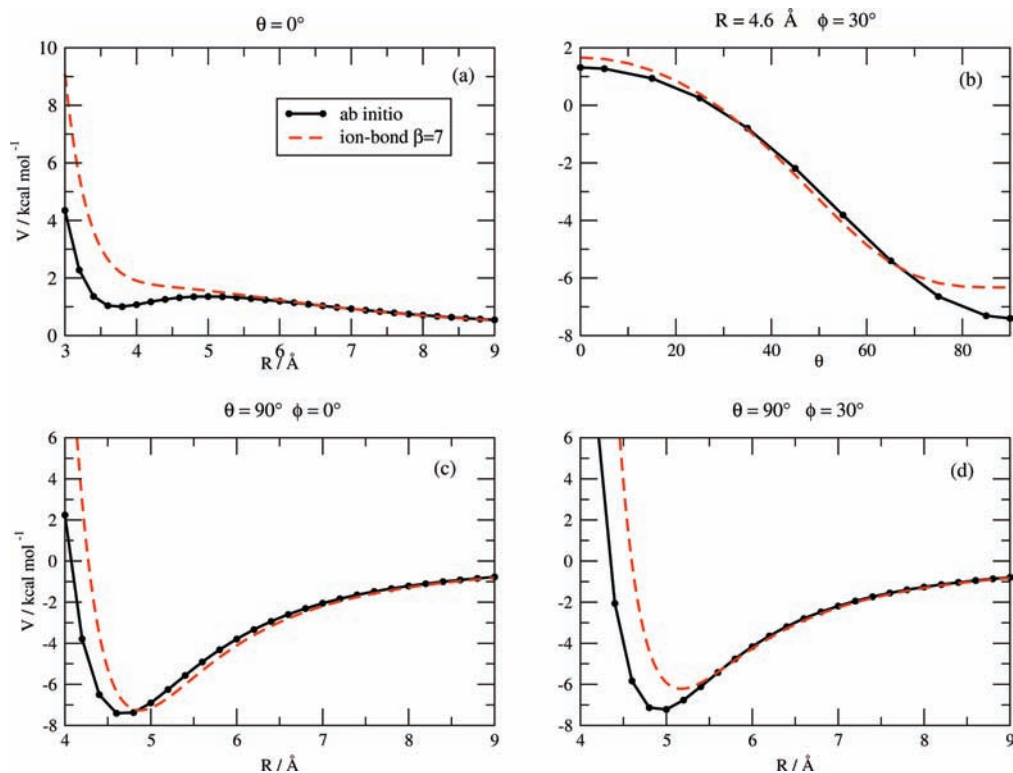 θ = 0°
10
8
6
4
2
0
V / kcal mol⁻¹
3 4 5 6 7 8 9
R / Å
(a)
ab initio
ion-bond β=7
R = 4.6 Å ϕ = 30°
2
0
-2
-4
-6
-8
0 20 40 60 80
θ
(b)
θ = 90° ϕ = 0°
6
4
2
0
-2
-4
-6
-8
V / kcal mol⁻¹
4 5 6 7 8 9
R / Å
(c)
θ = 90° ϕ = 30°
6
4
2
0
-2
-4
-6
-8
4 5 6 7 8 9
R / Å
(d)